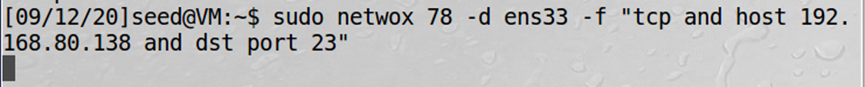 [09/12/20]seed@VM:~$ sudo netwox 78 -d ens33 -f "tcp and host 192.
168.80.138 and dst port 23"